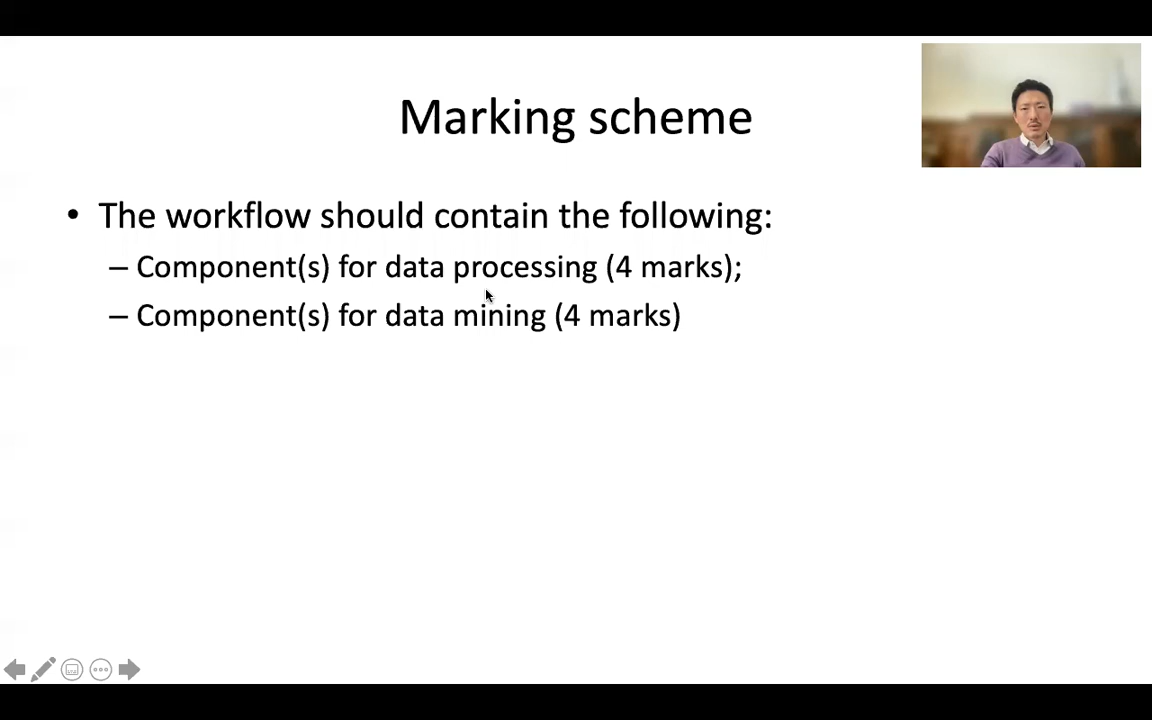 Marking scheme
• The workflow should contain the following:
– Component(s) for data processing (4 marks);
– Component(s) for data mining (4 marks)